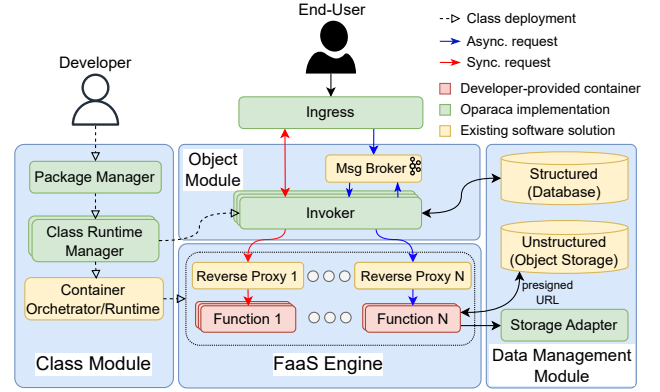 End-User
Class deployment
Async. request
Sync. request
Developer-provided container
Oparaca implementation
Existing software solution
Developer
Ingress
Package Manager
Class Runtime
Manager
Container
Orchetrator/Runtime
Class Module
Object
Module
Msg Broker
Invoker
Reverse Proxy 1
Reverse Proxy N
Function 1
Function N
FaaS Engine
Structured
(Database)
Unstructured
(Object Storage)
presigned
URL
Storage Adapter
Data Management
Module